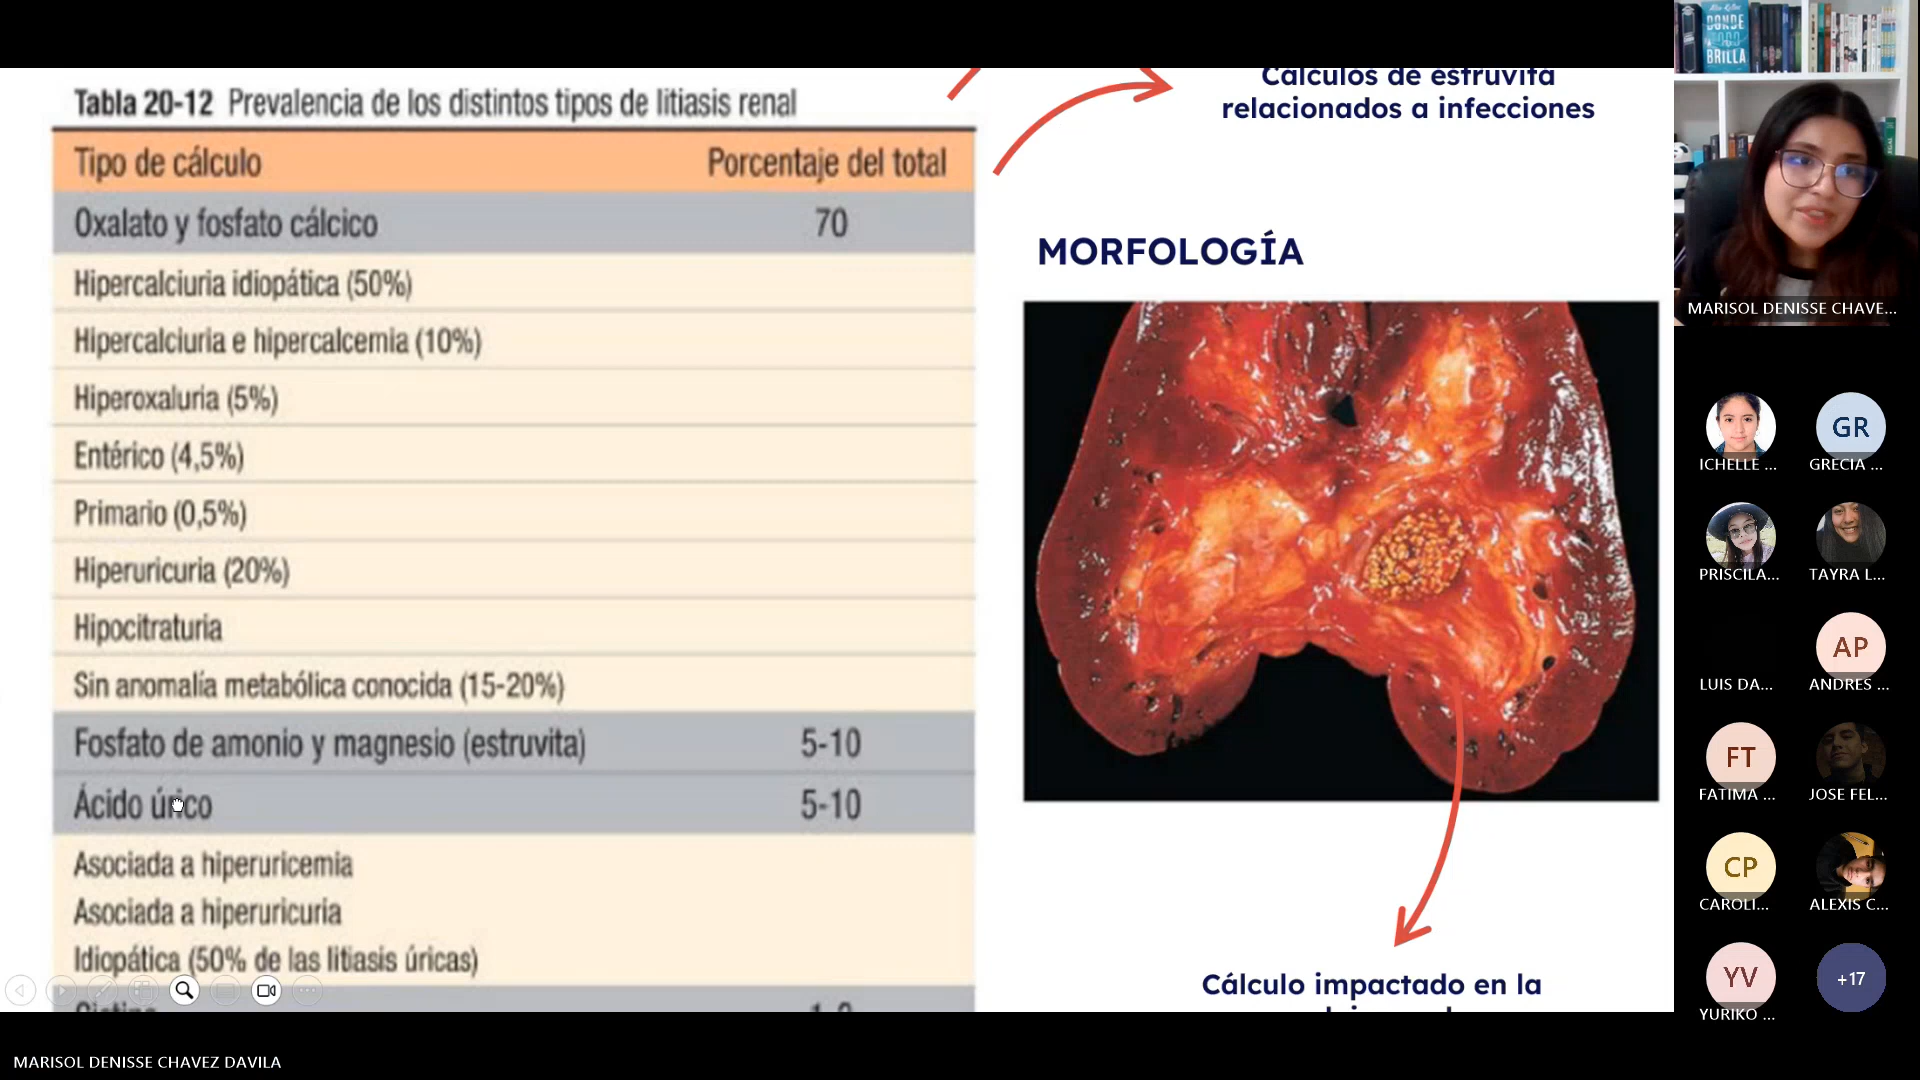 Tabla 20-12 Prevalencia de los distintos tipos de litiasis renal
Tipo de cálculo Porcentaje del total
Oxalato y fosfato cálcico 70
Hipercalciuria idiopática (50%)
Hipercalciuria e hipercalcemia (10%)
Hiperoxaluria (5%)
Entérico (4,5%)
Primario (0,5%)
Hiperuricuria (20%)
Hipocitraturia
Sin anomalía metabólica conocida (15-20%)
Fosfato de amonio y magnesio (estruvita) 5-10
Ácido úrico 5-10
Asociada a hiperuricemia
Asociada a hiperuricuria
Idiopática (50% de las litiasis úricas)
Cálculos de estruvita
relacionados a infecciones
MORFOLOGÍA
Cálculo impactado en la
DONDE
BRILLA
MARISOL DENISSE CHAVE...
ICHELLE ...
GR
GRECIA ...
PRISCILA...
TAYRA L...
LUIS DA...
AP
ANDRES ...
FT
FATIMA ...
JOSE FEL...
CP
CAROLI...
ALEXIS C...
YV
YURIKO ...
+17
MARISOL DENISSE CHAVEZ DAVILA